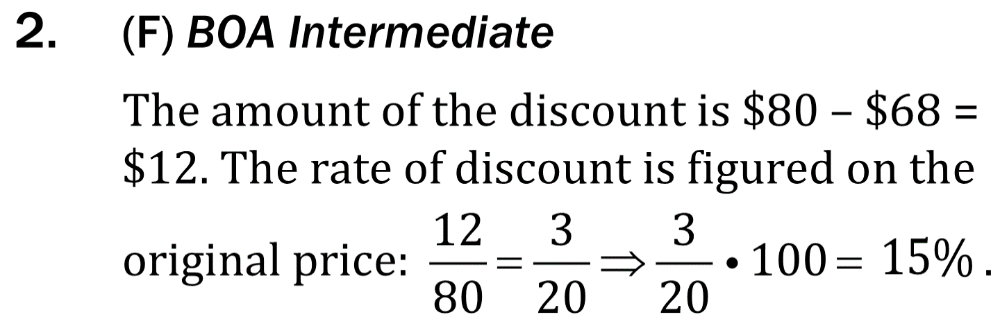 2. (F) BOA Intermediate
The amount of the discount is $80 – $68 =
$12. The rate of discount is figured on the
original price: 12/80 = 3/20 ⇒ 3/20 • 100 = 15%.